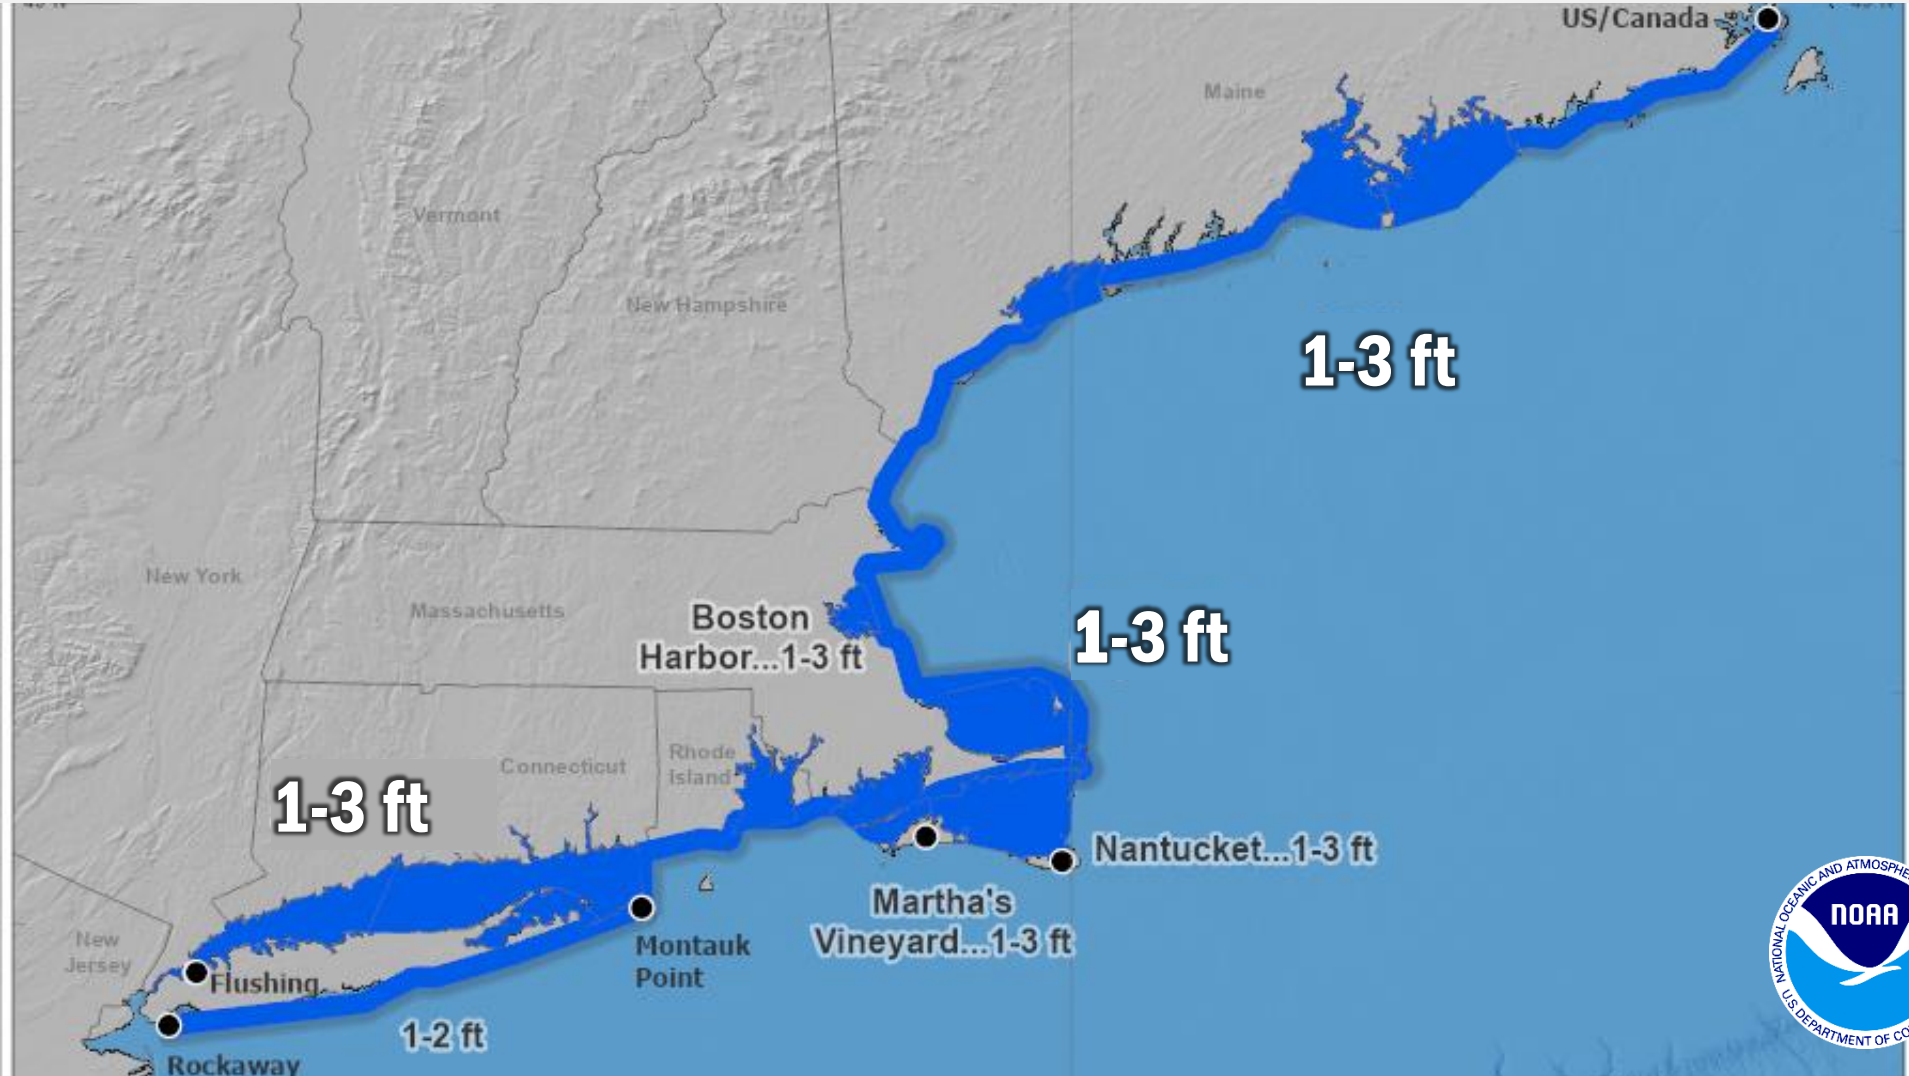 US/Canada
Maine
Vermont
New Hampshire
1-3 ft
New York
Massachusetts
Boston
Harbor...1-3 ft
1-3 ft
Connecticut
Rhode
Island
1-3 ft
Nantucket...1-3 ft
Martha's
Vineyard...1-3 ft
Montauk
Point
New
Jersey
Flushing
1-2 ft
Rockaway
NOAA
NATIONAL OCEANIC AND ATMOSPHE
U.S. DEPARTMENT OF CO